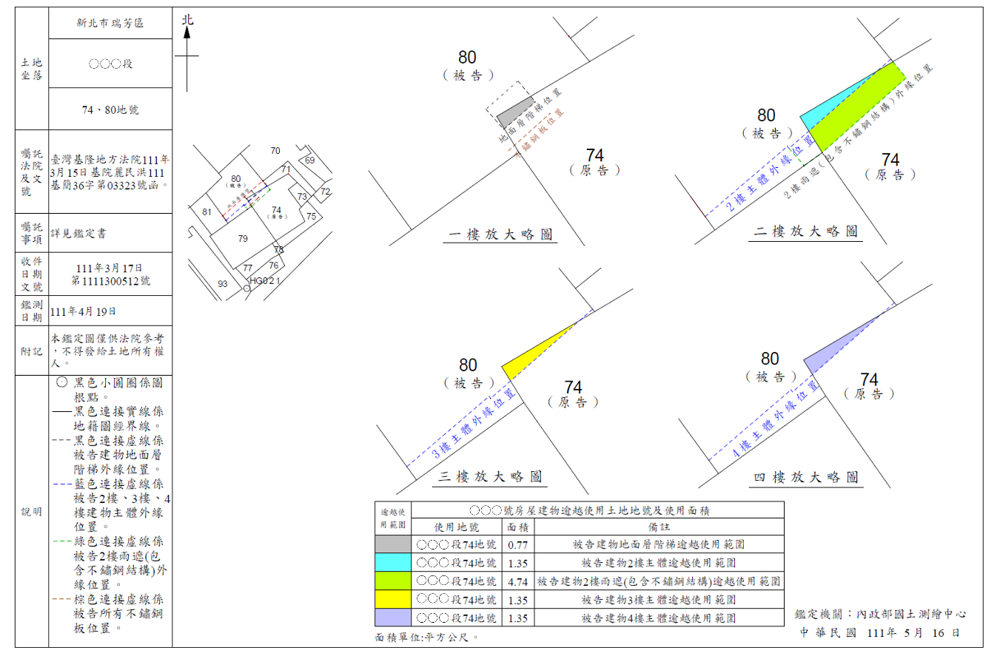 土地
坐落
新北市瑞芳區
○○○段
74、80地號
囑託
法院
及文
號
臺灣基隆地方法院111年
3月15日基院麗民洪111
基簡36字第03323號函。
囑託
事項
詳見鑑定書
收件
日期
文號
111年3月17日
第1111300512號
鑑測
日期
111年4月19日
附記
本鑑定圖僅供法院參考
，不得發給土地所有權
人。
說明
黑色小圓圈係圖
根點。
黑色連接實線係
地籍圖經界線。
黑色連接虛線係
被告建物地面層
階梯外緣位置。
藍色連接虛線係
被告2樓、3樓、4
樓建物主體外緣
位置。
綠色連接虛線係
被告2樓雨遮(包
含不鏽鋼結構)外
緣位置。
棕色連接虛線係
被告所有不鏽鋼
板位置。
北
70
69
71
80
(被告)
72
73
81
74
(原告)
75
79
78
77
76
93
HG021
80
(被告)
地面層階梯位置
不鏽鋼板位置
74
(原告)
一樓放大略圖
80
(被告)
2樓主體外緣位置
2樓雨遮(包含不鏽鋼結構)外緣位置
74
(原告)
二樓放大略圖
80
(被告)
74
(原告)
3樓主體外緣位置
三樓放大略圖
80
(被告)
74
(原告)
4樓主體外緣位置
四樓放大略圖
逾越使
用範圍
○○○號房屋建物逾越使用土地地號及使用面積
使用地號 面積 備註
○○○段74地號 0.77 被告建物地面層階梯逾越使用範圍
○○○段74地號 1.35 被告建物2樓主體逾越使用範圍
○○○段74地號 4.74 被告建物2樓雨遮(包含不鏽鋼結構)逾越使用範圍
○○○段74地號 1.35 被告建物3樓主體逾越使用範圍
○○○段74地號 1.35 被告建物4樓主體逾越使用範圍
面積單位:平方公尺。
鑑定機關：內政部國土測繪中心
中華民國 111年 5月 16 日